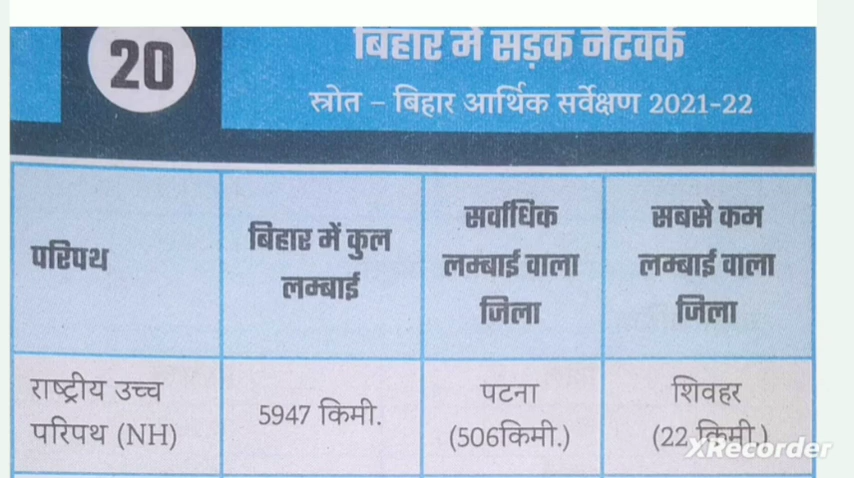 20
बिहार में सड़क नेटवर्क
स्रोत – बिहार आर्थिक सर्वेक्षण 2021-22
परिपथ
बिहार में कुल
लम्बाई
सर्वाधिक
लम्बाई वाला
जिला
सबसे कम
लम्बाई वाला
जिला
राष्ट्रीय उच्च
परिपथ (NH)
5947 किमी.
पटना
(506किमी.)
शिवहर
(22 किमी.)
XRecorder